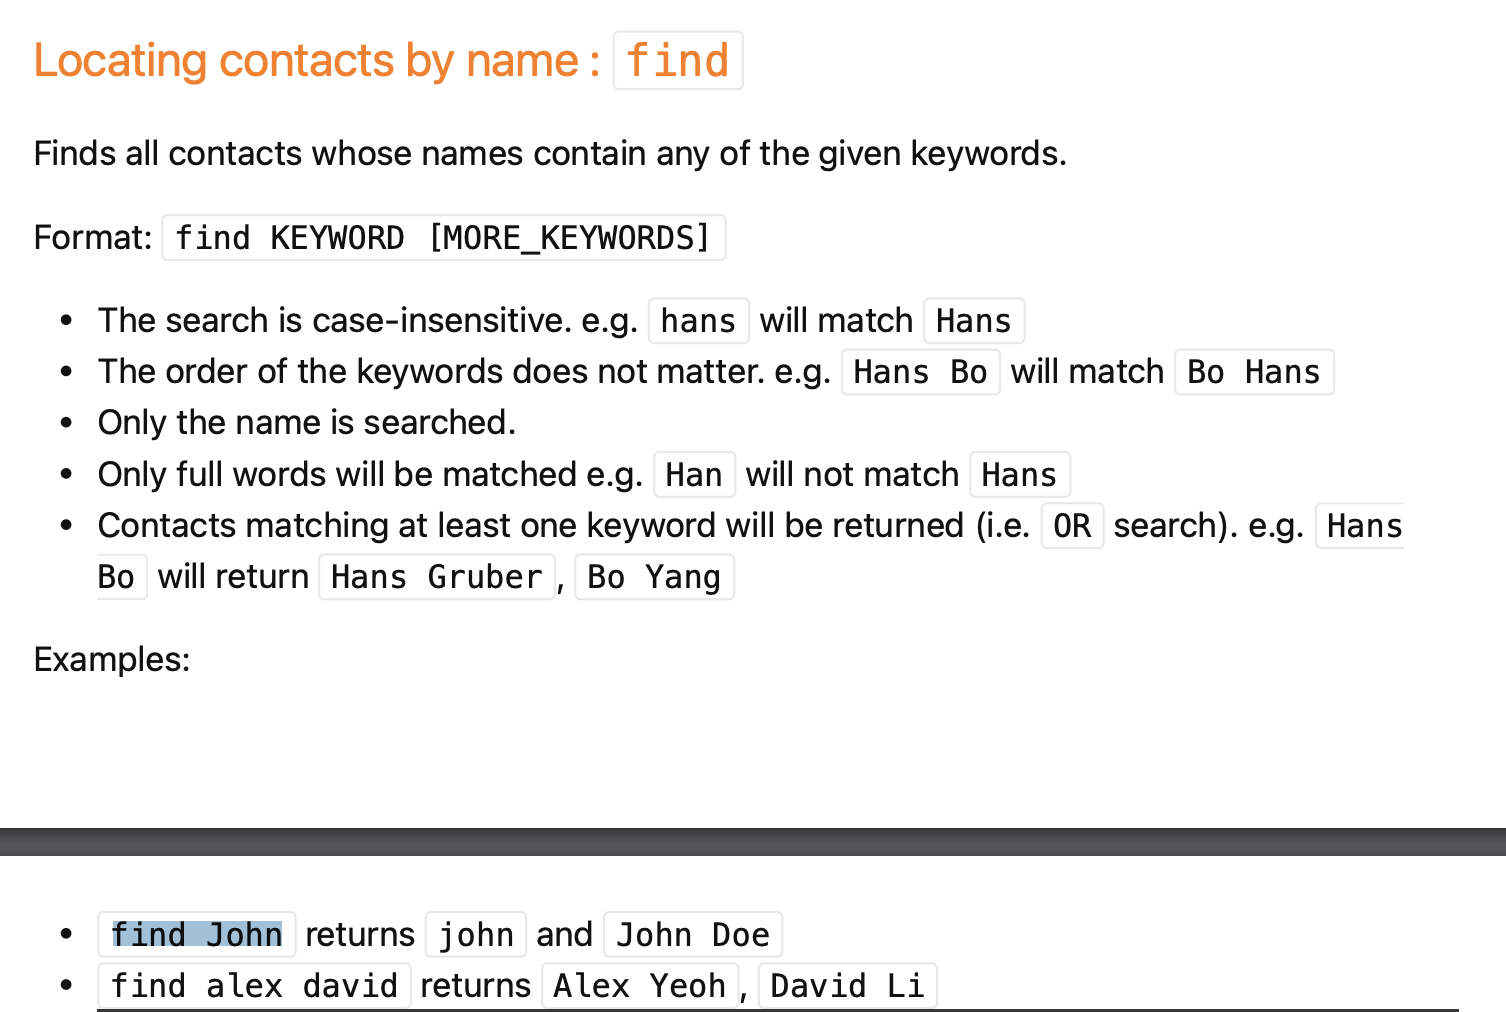 Locating contacts by name : find
Finds all contacts whose names contain any of the given keywords.
Format: find KEYWORD [MORE_KEYWORDS]
• The search is case-insensitive. e.g. hans will match Hans
• The order of the keywords does not matter. e.g. Hans Bo will match Bo Hans
• Only the name is searched.
• Only full words will be matched e.g. Han will not match Hans
• Contacts matching at least one keyword will be returned (i.e. OR search). e.g. Hans
Bo will return Hans Gruber, Bo Yang
Examples:
• find John returns john and John Doe
• find alex david returns Alex Yeoh, David Li